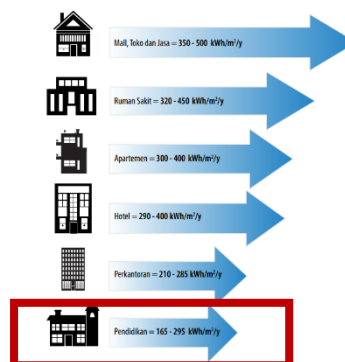 Mall, Toko dan Jasa = 350 - 500 kWh/m²/y
Ruman Sakit = 320 - 450 kWh/m²/y
Apartemen = 300 - 400 kWh/m²/y
Hotel = 290 - 400 kWh/m²/y
Perkantoran = 210 - 285 kWh/m²/y
Pendidikan = 165 - 295 kWh/m²/y